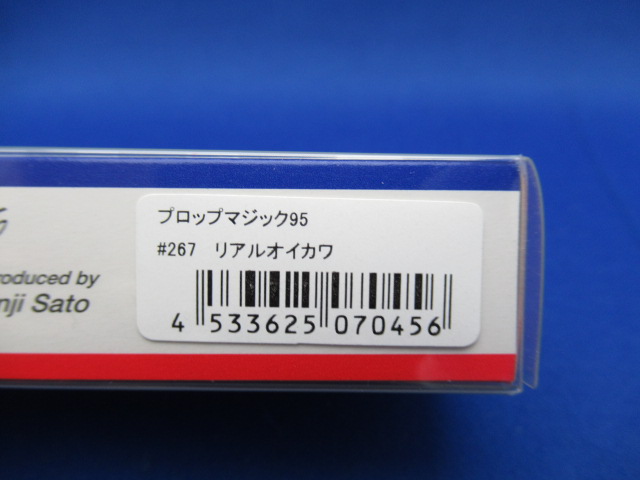 プロップマジック95
#267 リアルオイカワ
4 533625 070456
roduced by
nji Sato